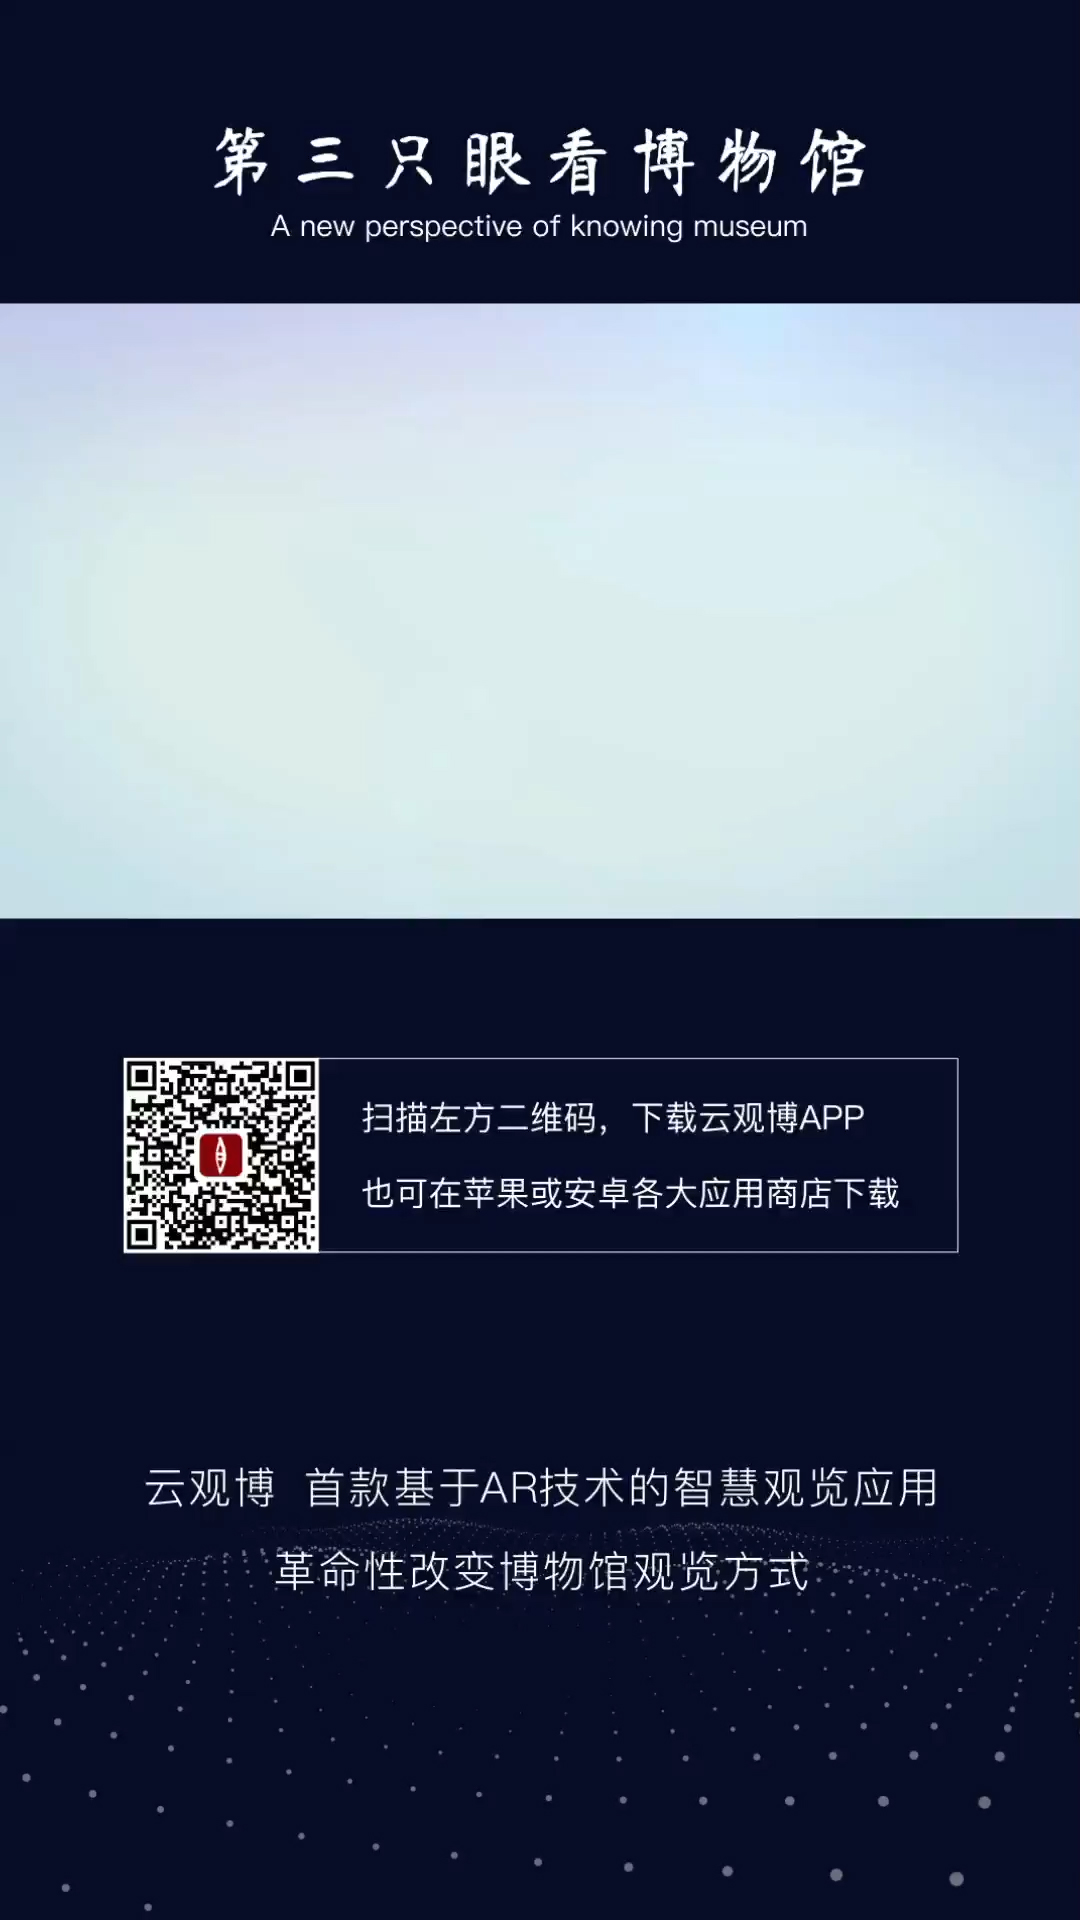 第三只眼看博物馆
A new perspective of knowing museum
扫描左方二维码，下载云观博APP
也可在苹果或安卓各大应用商店下载
云观博 首款基于AR技术的智慧观览应用
革命性改变博物馆观览方式